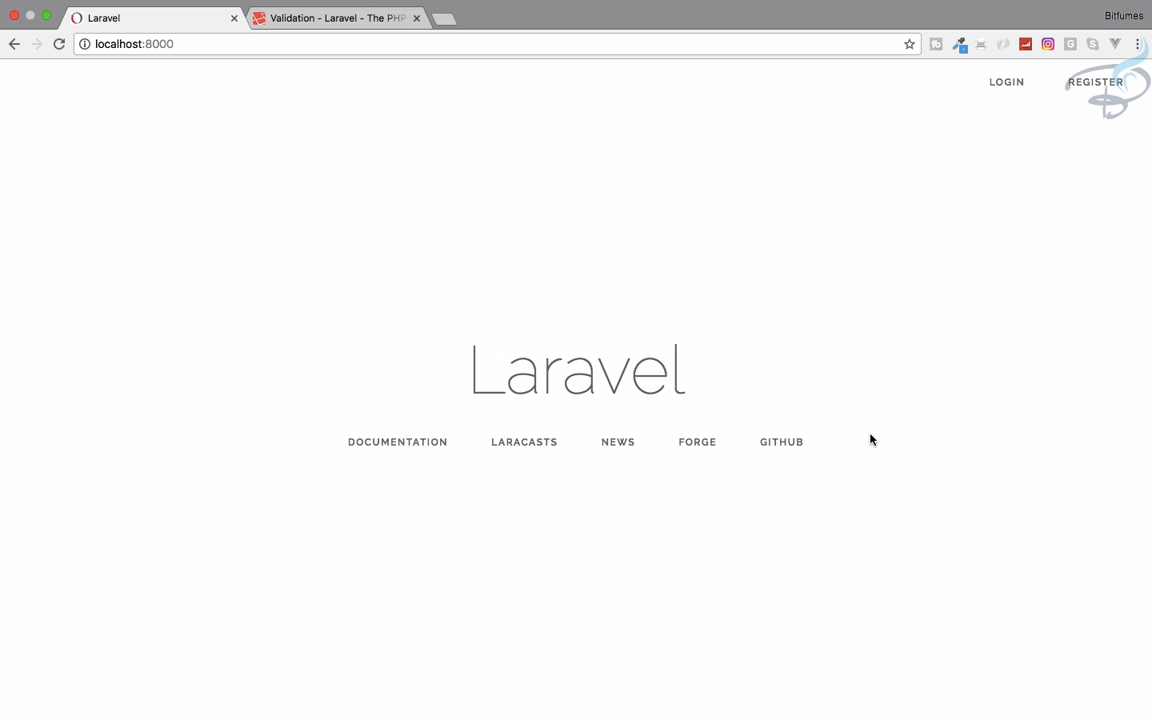 Laravel
Validation - Laravel - The PHP
Bitfumes
localhost:8000
LOGIN REGISTER
Laravel
DOCUMENTATION LARACASTS NEWS FORGE GITHUB